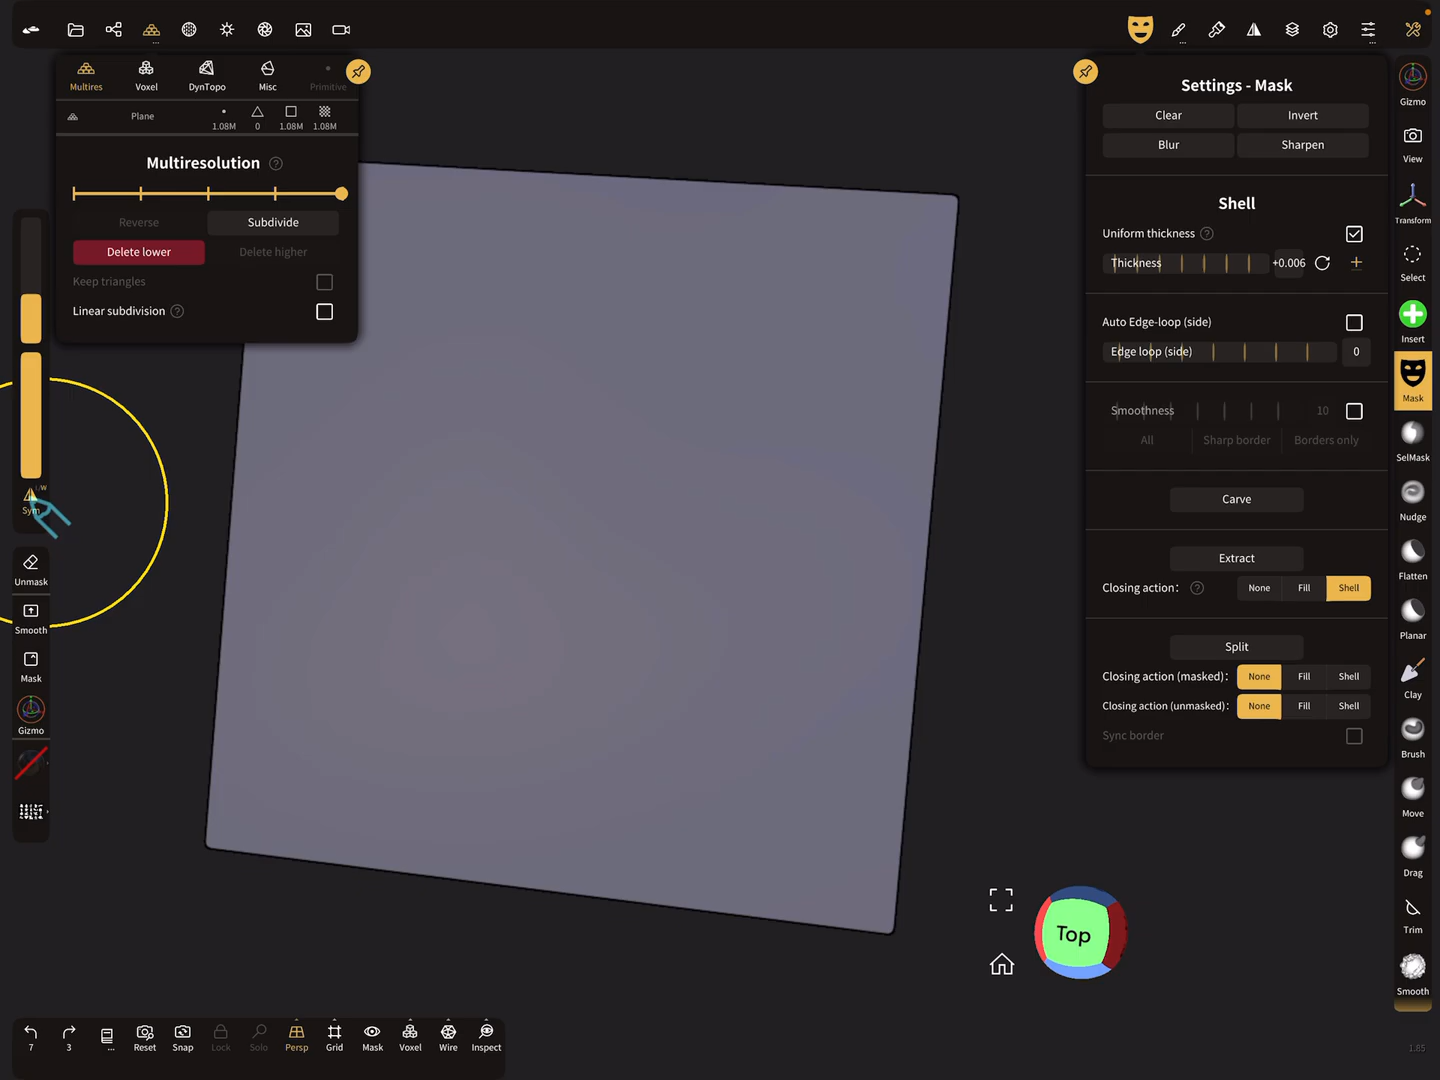 Multires Voxel DynTopo Misc Primitive
Plane 1.08M 0 1.08M 1.08M
Multiresolution ?
Reverse Subdivide
Delete lower Delete higher
Keep triangles
Linear subdivision ?
Sym
Unmask
Smooth
Mask
Gizmo
Settings - Mask
Clear Invert
Blur Sharpen
Shell
Uniform thickness ?
Thickness +0.006 +
Auto Edge-loop (side)
Edge loop (side) 0
Smoothness 10
All Sharp border Borders only
Carve
Extract
Closing action: ? None Fill Shell
Split
Closing action (masked): None Fill Shell
Closing action (unmasked): None Fill Shell
Sync border
Gizmo
View
Transform
Select
Insert
Mask
SelMask
Nudge
Flatten
Planar
Clay
Brush
Move
Drag
Trim
Smooth
Top
7 3 ... Reset Snap Lock Solo Persp Grid Mask Voxel Wire Inspect
1.85